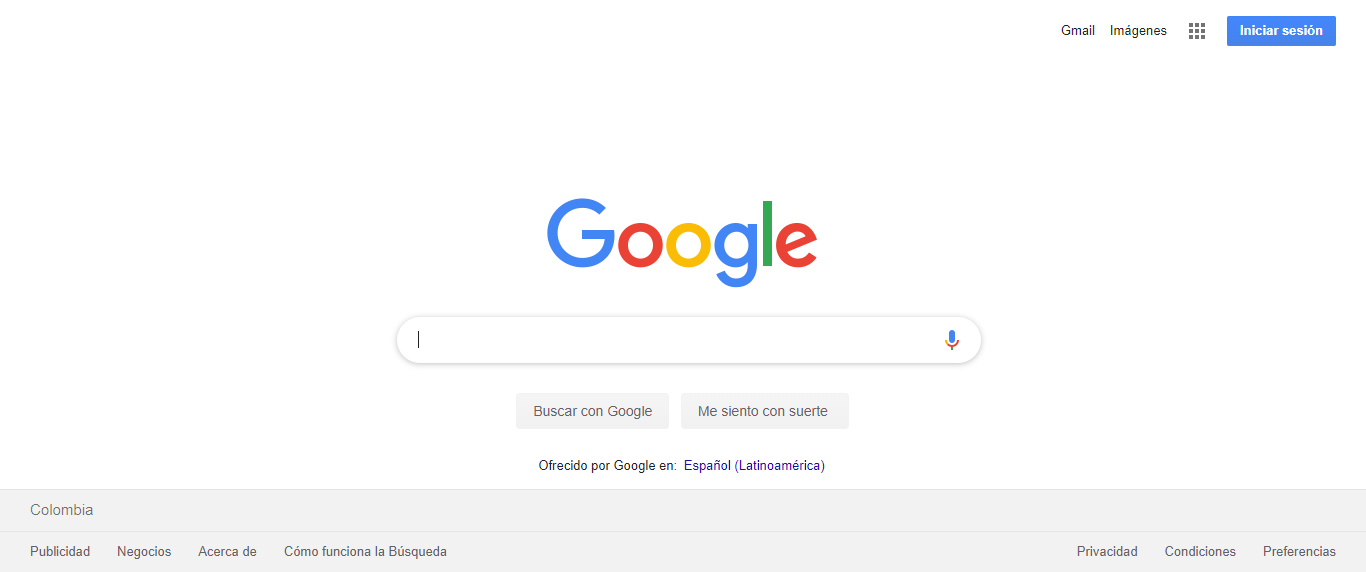 Gmail Imágenes Iniciar sesión
Google
Buscar con Google Me siento con suerte
Ofrecido por Google en: Español (Latinoamérica)
Colombia
Publicidad Negocios Acerca de Cómo funciona la Búsqueda Privacidad Condiciones Preferencias